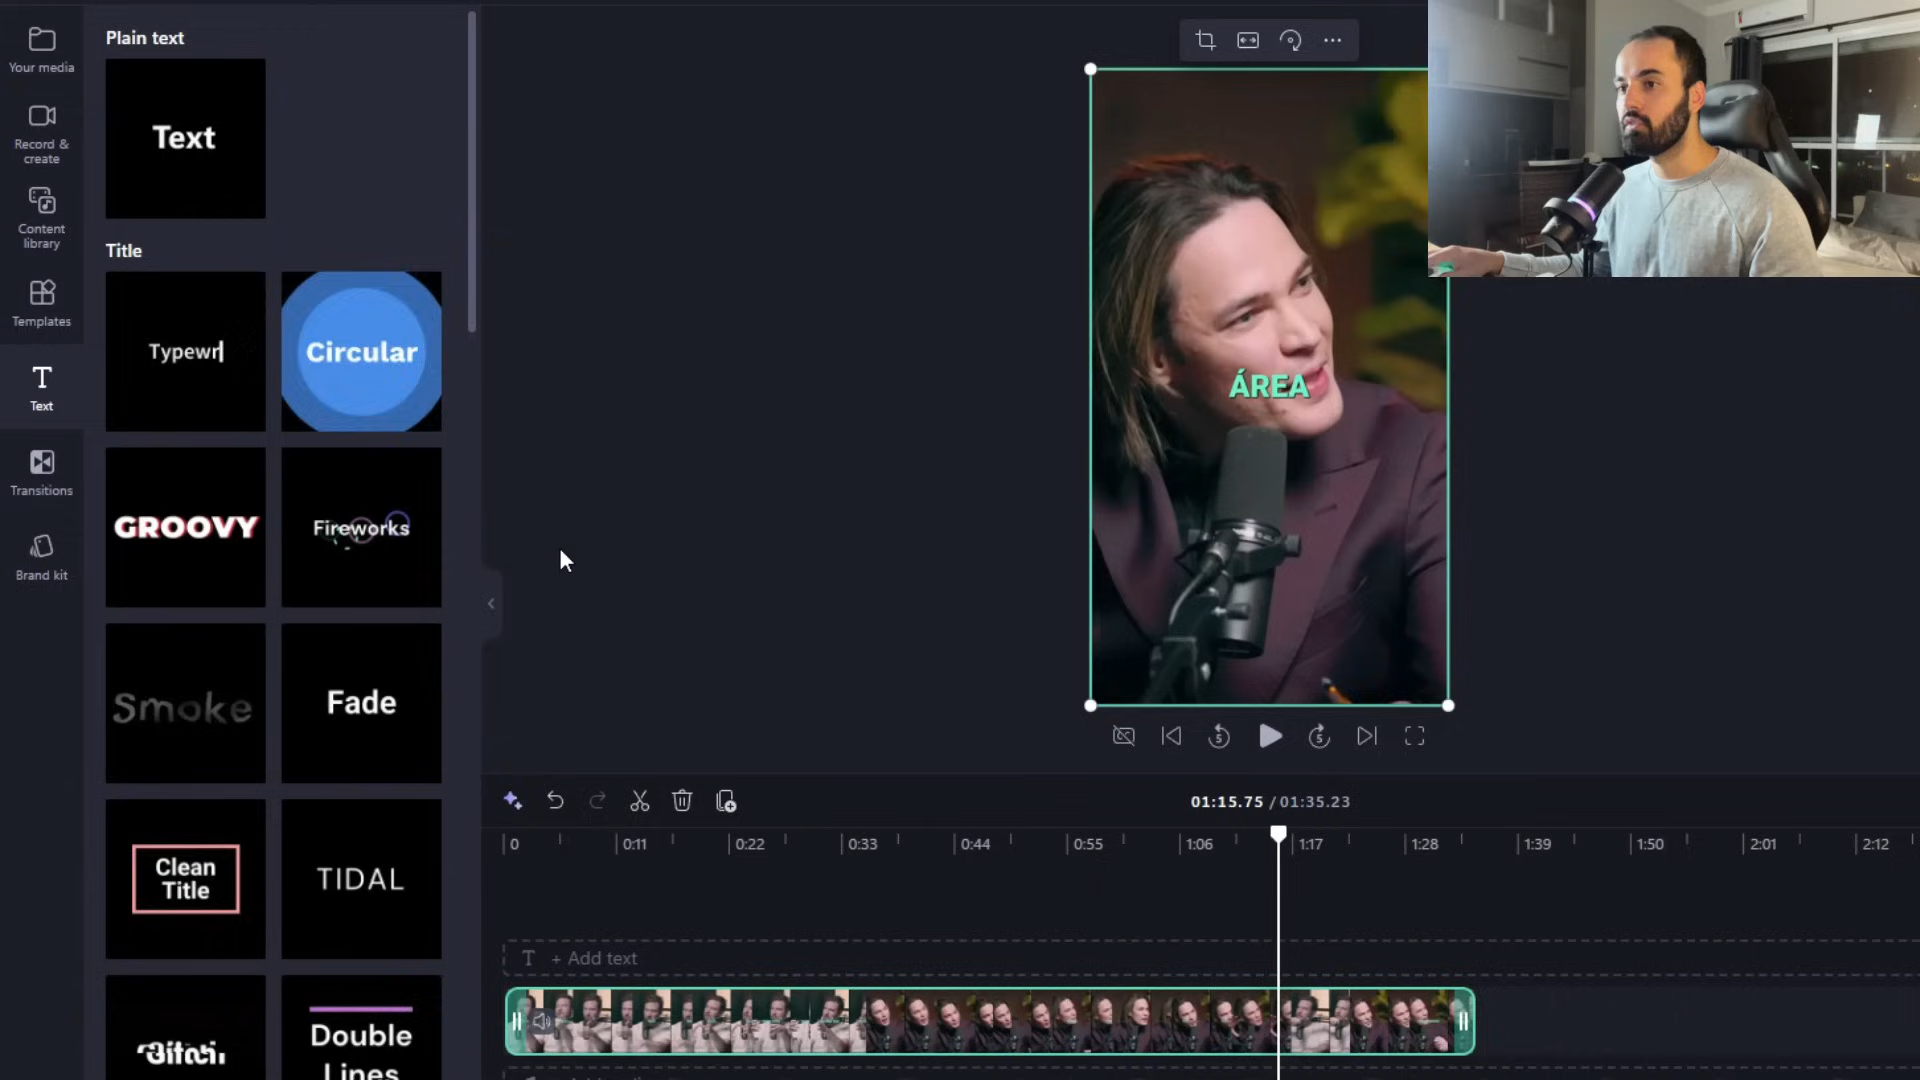 Your media
Record &
create
Content
library
Templates
Text
Transitions
Brand kit
Plain text
Text
Title
Typewr
Circular
GROOVY
Fireworks
Smoke
Fade
Clean
Title
TIDAL
Double
Lines
ÁREA
5
5
01:15.75 / 01:35.23
0
0:11
0:22
0:33
0:44
0:55
1:06
1:17
1:28
1:39
1:50
2:01
2:12
T + Add text